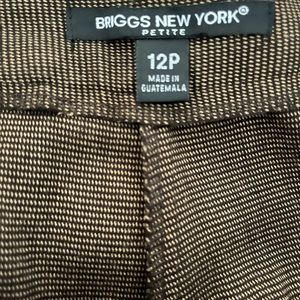 BRIGGS NEW YORK®
PETITE
12P
MADE IN
GUATEMALA